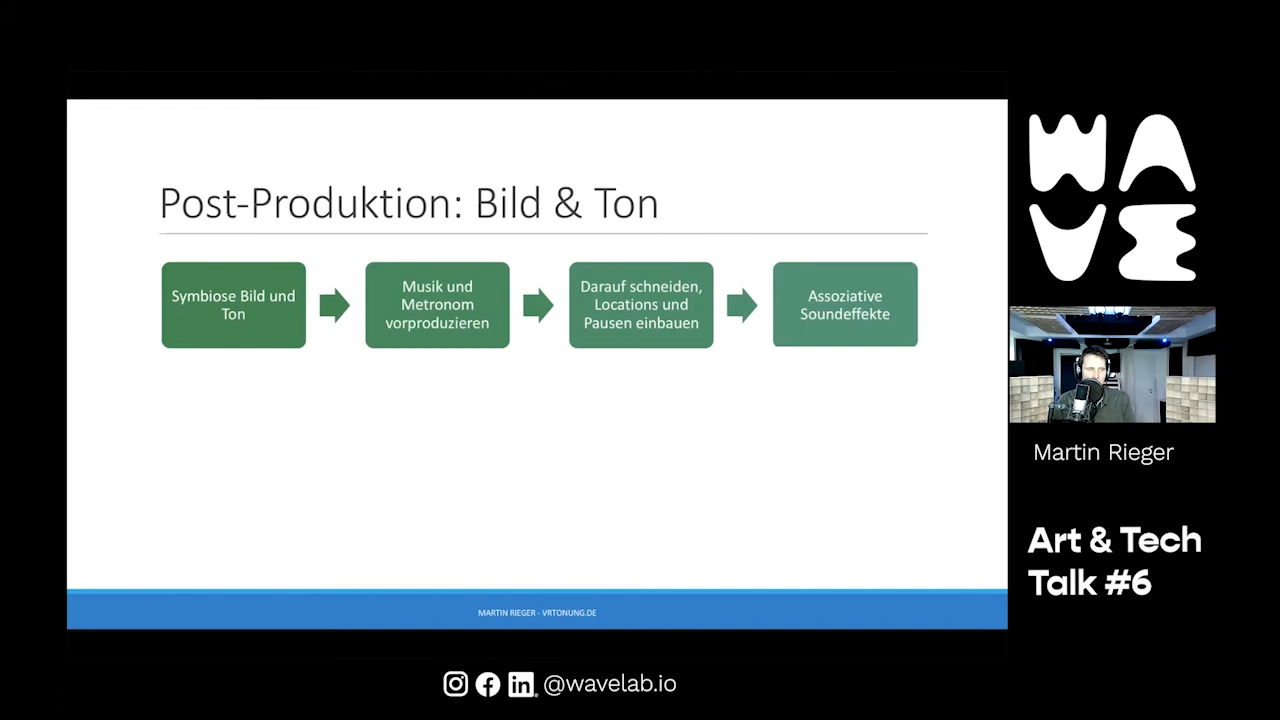 Post-Produktion: Bild & Ton
Symbiose Bild und
Ton
Musik und
Metronom
vorproduzieren
Darauf schneiden,
Locations und
Pausen einbauen
Assoziative
Soundeffekte
MARTIN RIEGER - VRTONUNG.DE
WA
VE
Martin Rieger
Art & Tech
Talk #6
@wavelab.io